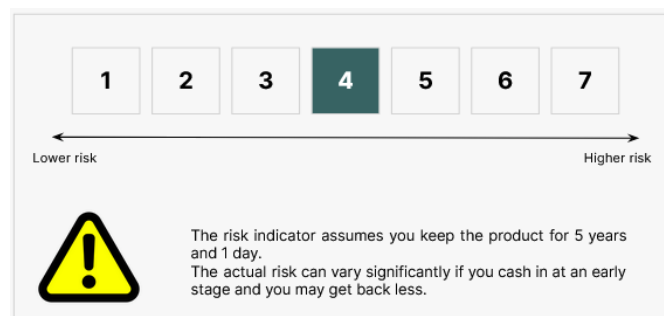 1 2 3 4 5 6 7
Lower risk Higher risk
!
The risk indicator assumes you keep the product for 5 years
and 1 day.
The actual risk can vary significantly if you cash in at an early
stage and you may get back less.